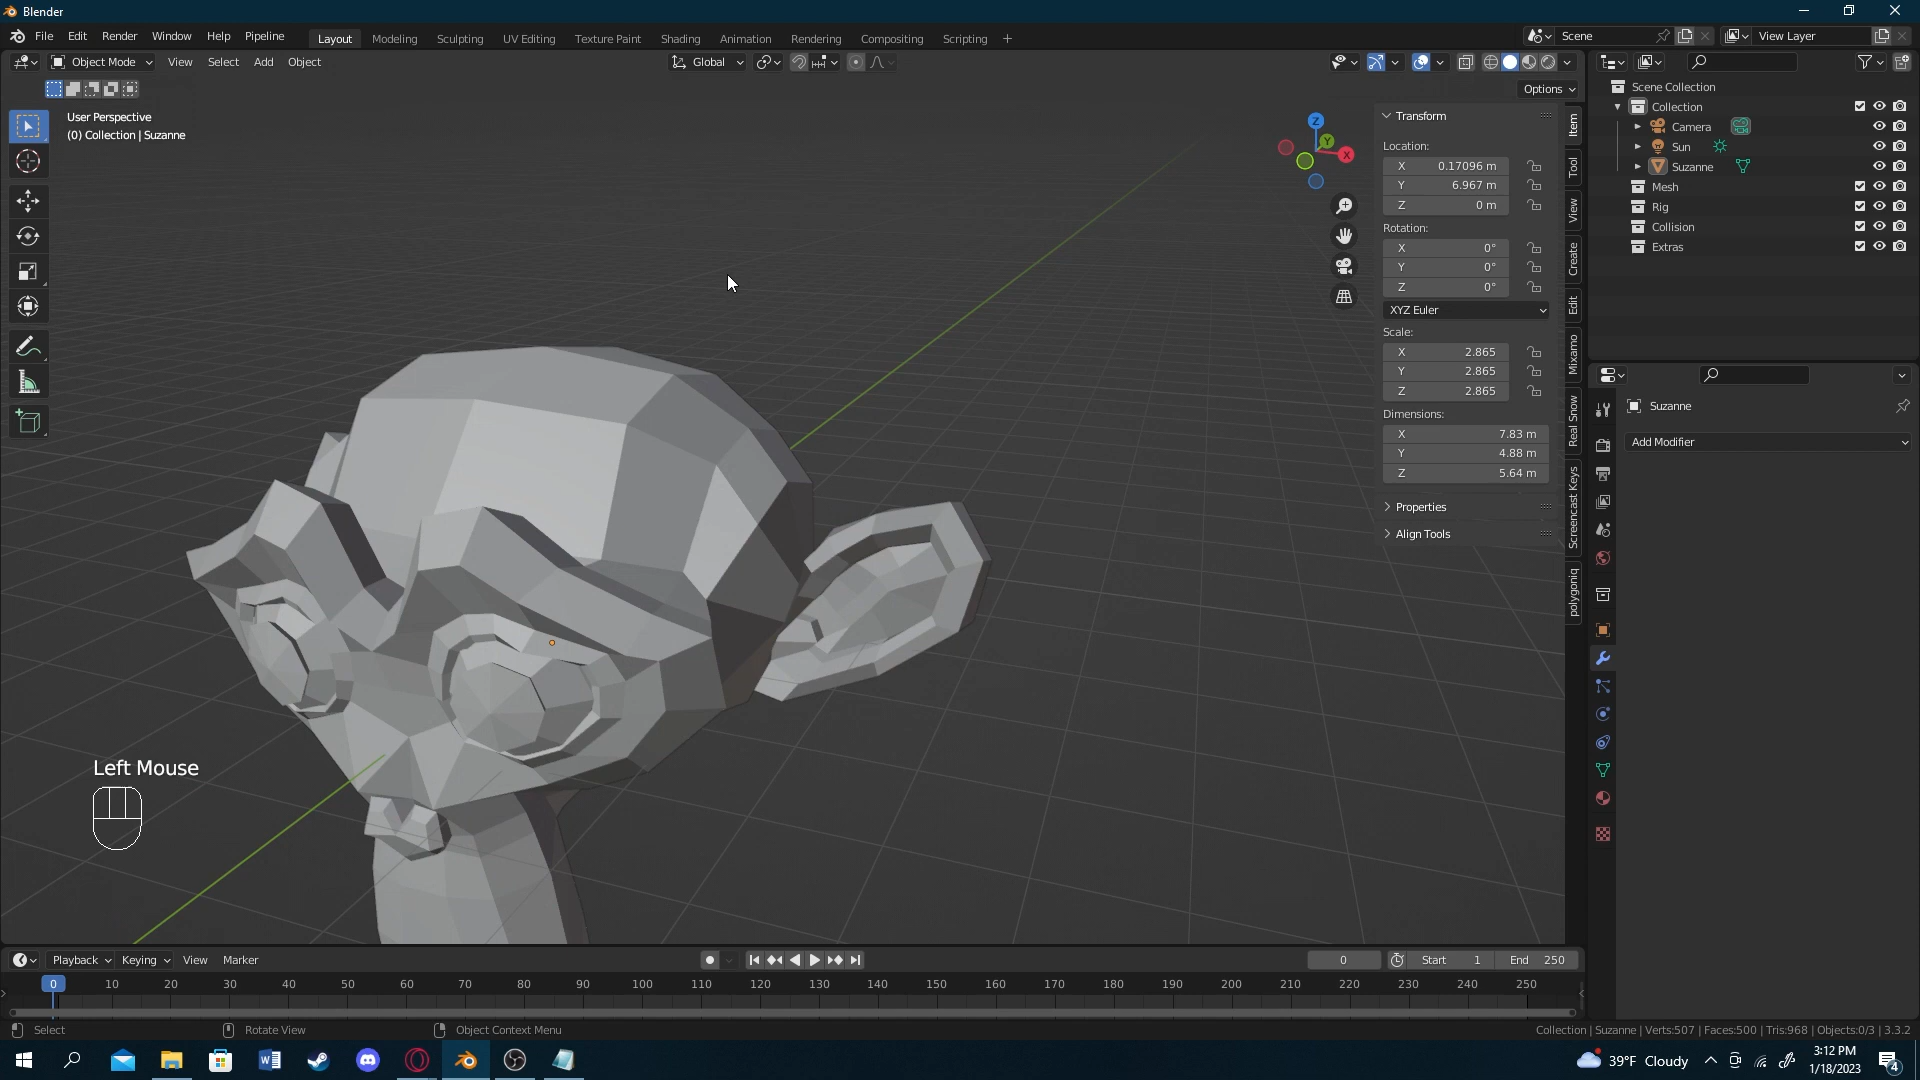 Blender
File Edit Render Window Help Pipeline Layout Modeling Sculpting UV Editing Texture Paint Shading Animation Rendering Compositing Scripting + Scene View Layer
Object Mode View Select Add Object Global
Options
User Perspective
(0) Collection | Suzanne
Z
Y
X
Transform
Location:
X 0.17096 m
Y 6.967 m
Z 0 m
Rotation:
X 0°
Y 0°
Z 0°
XYZ Euler
Scale:
X 2.865
Y 2.865
Z 2.865
Dimensions:
X 7.83 m
Y 4.88 m
Z 5.64 m
Properties
Align Tools
Item
Tool
View
Create
Edit
Mixamo
Real Snow
Screencast Keys
polygoniq
Scene Collection
Collection
Camera
Sun
Suzanne
Mesh
Rig
Collision
Extras
Suzanne
Add Modifier
Left Mouse
Playback Keying View Marker 0 Start 1 End 250
0 10 20 30 40 50 60 70 80 90 100 110 120 130 140 150 160 170 180 190 200 210 220 230 240 250
Select Rotate View Object Context Menu Collection | Suzanne | Verts:507 | Faces:500 | Tris:968 | Objects:0/3 | 3.3.2
39°F Cloudy
3:12 PM
1/18/2023
4